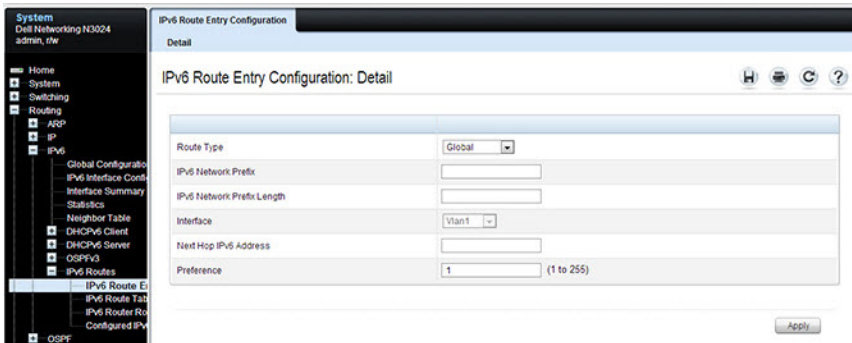 System
Dell Networking N3024
admin, r/w
Home
System
Switching
Routing
ARP
IP
IPv6
Global Configuratio
IPv6 Interface Confi
Interface Summary
Statistics
Neighbor Table
DHCPv6 Client
DHCPv6 Server
OSPFv3
IPv6 Routes
IPv6 Route E
IPv6 Route Tab
IPv6 Router Ro
Configured IPv
OSPF
IPv6 Route Entry Configuration
Detail
IPv6 Route Entry Configuration: Detail
H C ?
Route Type Global
IPv6 Network Prefix
IPv6 Network Prefix Length
Interface Vlan1
Next Hop IPv6 Address
Preference 1 (1 to 255)
Apply